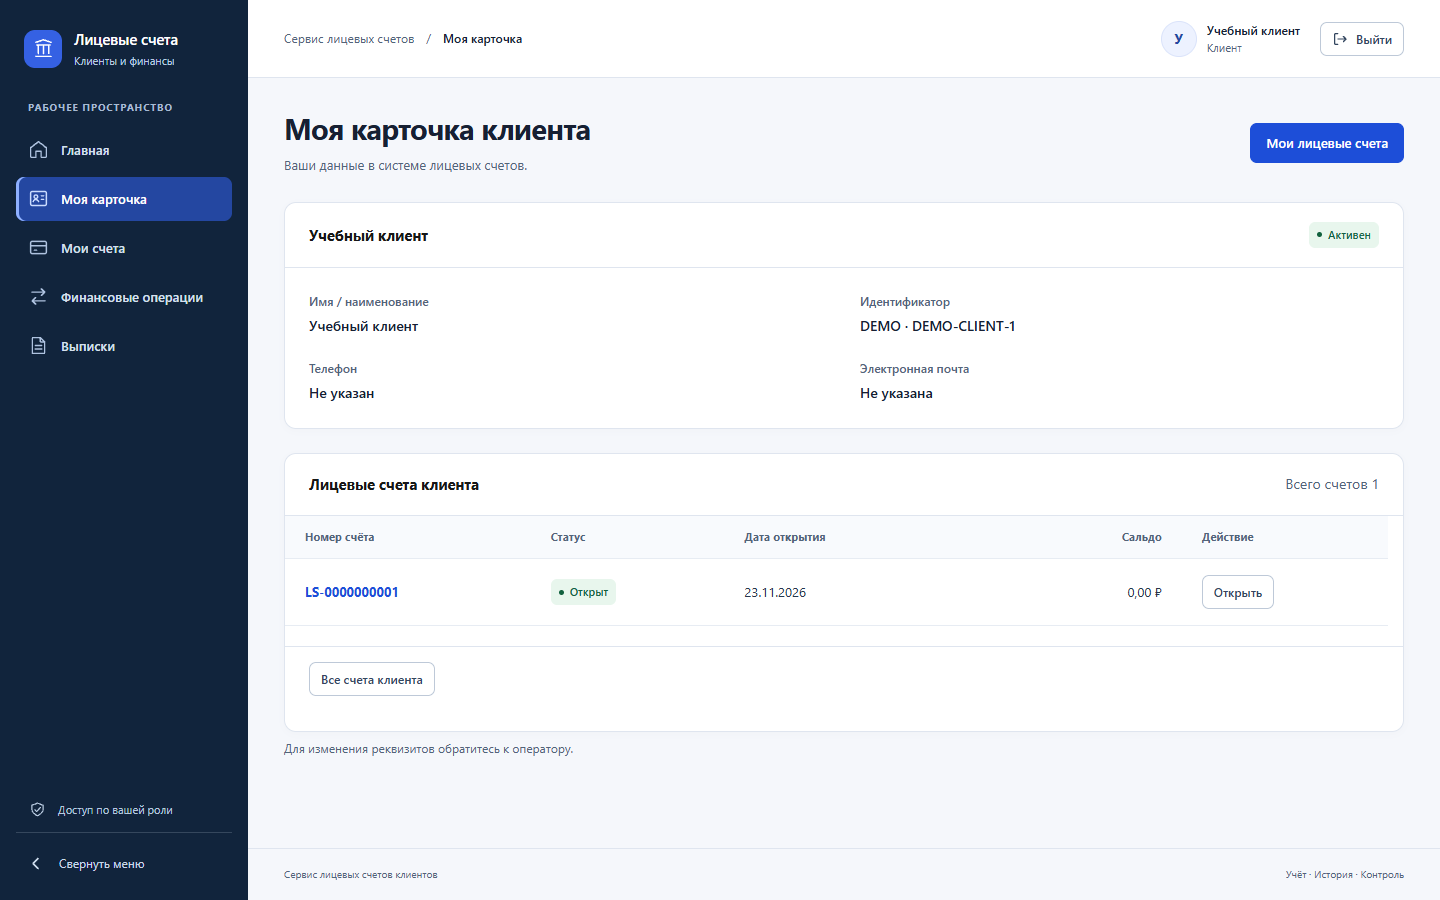 Лицевые счета
Клиенты и финансы
РАБОЧЕЕ ПРОСТРАНСТВО
Главная
Моя карточка
Мои счета
Финансовые операции
Выписки
Доступ по вашей роли
Свернуть меню
Сервис лицевых счетов / Моя карточка
У
Учебный клиент
Клиент
Выйти
Моя карточка клиента
Ваши данные в системе лицевых счетов.
Мои лицевые счета
Учебный клиент
Активен
Имя / наименование
Учебный клиент
Идентификатор
DEMO · DEMO-CLIENT-1
Телефон
Не указан
Электронная почта
Не указана
Лицевые счета клиента
Всего счетов 1
Номер счёта Статус Дата открытия Сальдо Действие
LS-0000000001 Открыт 23.11.2026 0,00 ₽ Открыть
Все счета клиента
Для изменения реквизитов обратитесь к оператору.
Сервис лицевых счетов клиентов
Учёт · История · Контроль